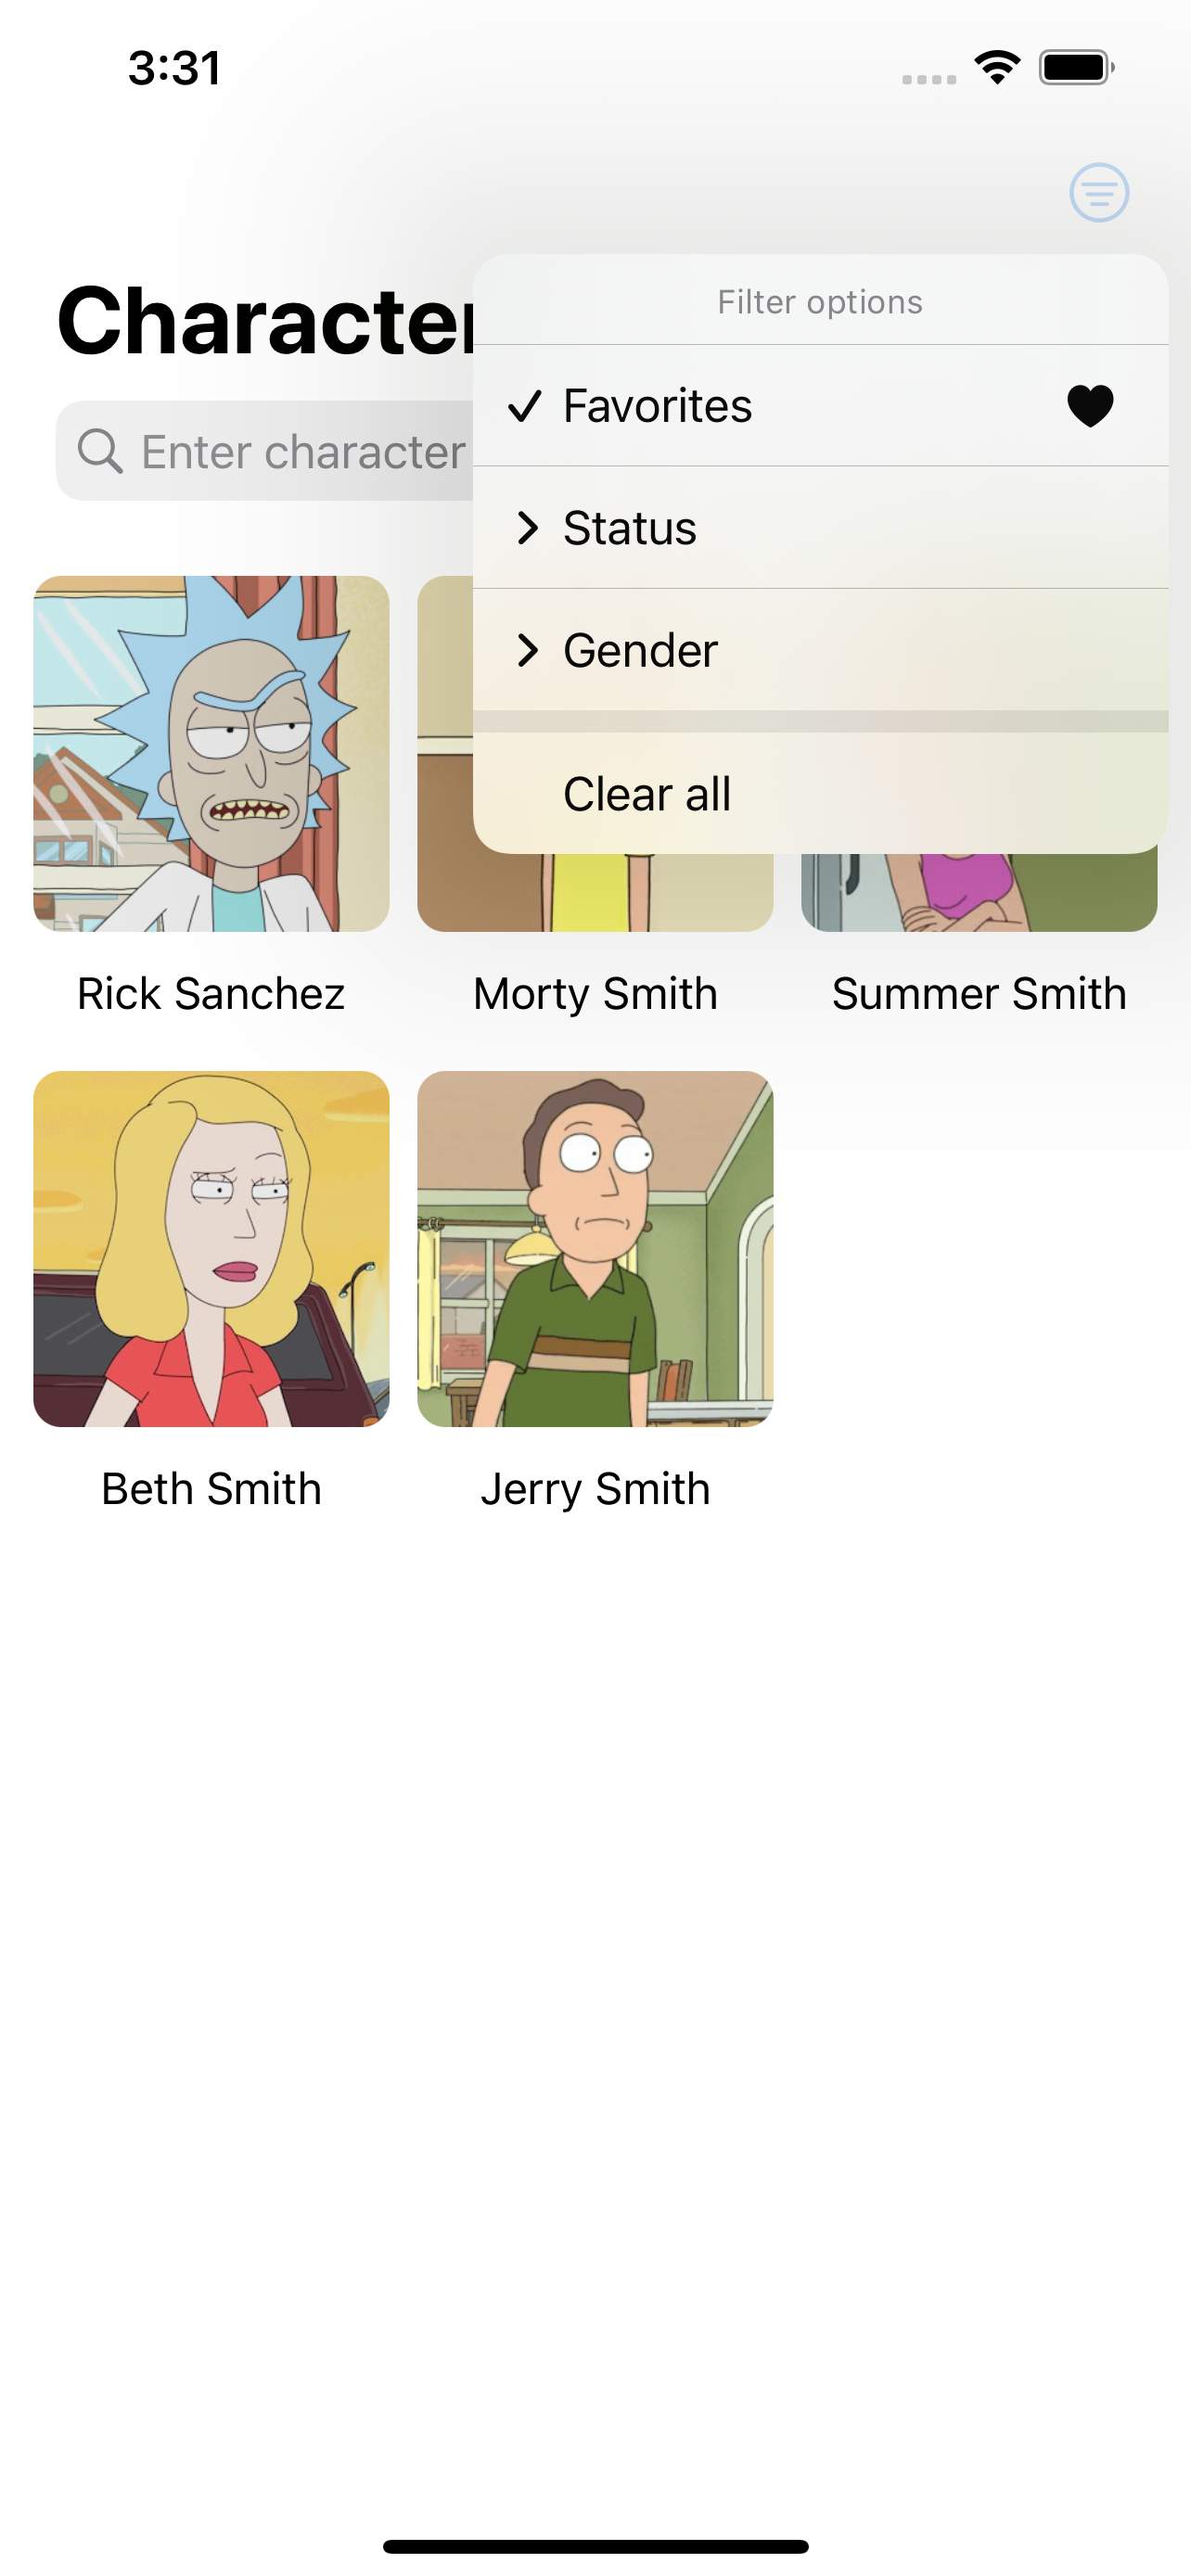 3:31
Filter options
Character
Favorites
Enter character
Status
Gender
Clear all
Rick Sanchez
Morty Smith
Summer Smith
Beth Smith
Jerry Smith